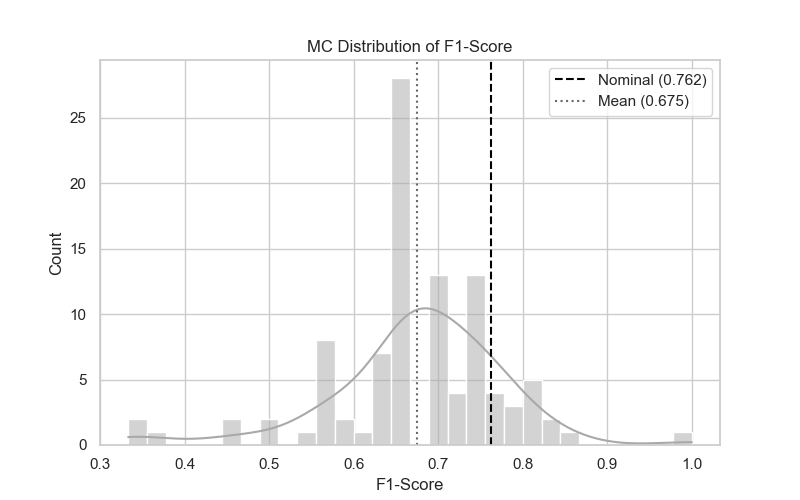 MC Distribution of F1-Score
Nominal (0.762)
Mean (0.675)
Count
25
20
15
10
5
0
0.3 0.4 0.5 0.6 0.7 0.8 0.9 1.0
F1-Score